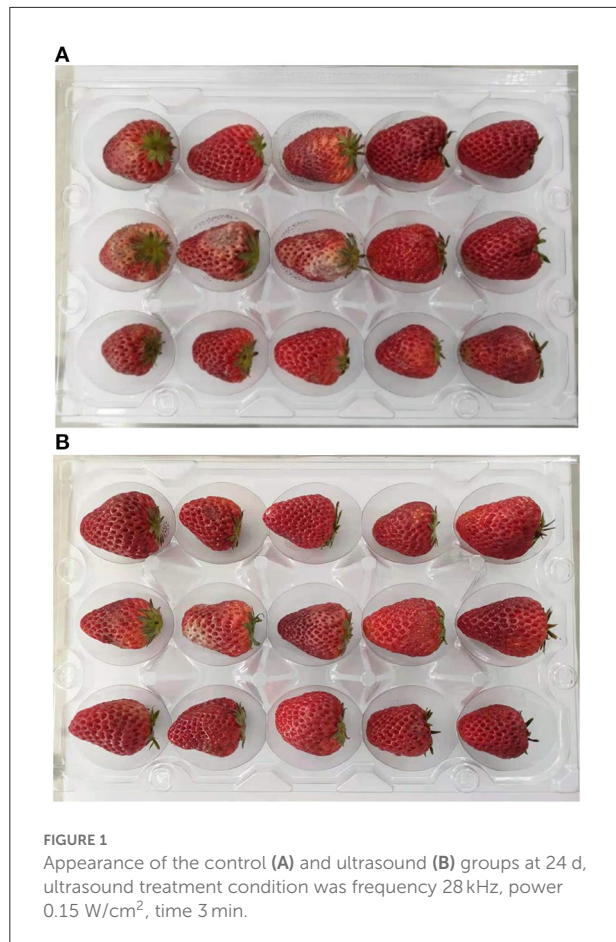 A
B
FIGURE 1
Appearance of the control (A) and ultrasound (B) groups at 24 d,
ultrasound treatment condition was frequency 28 kHz, power
0.15 W/cm², time 3 min.